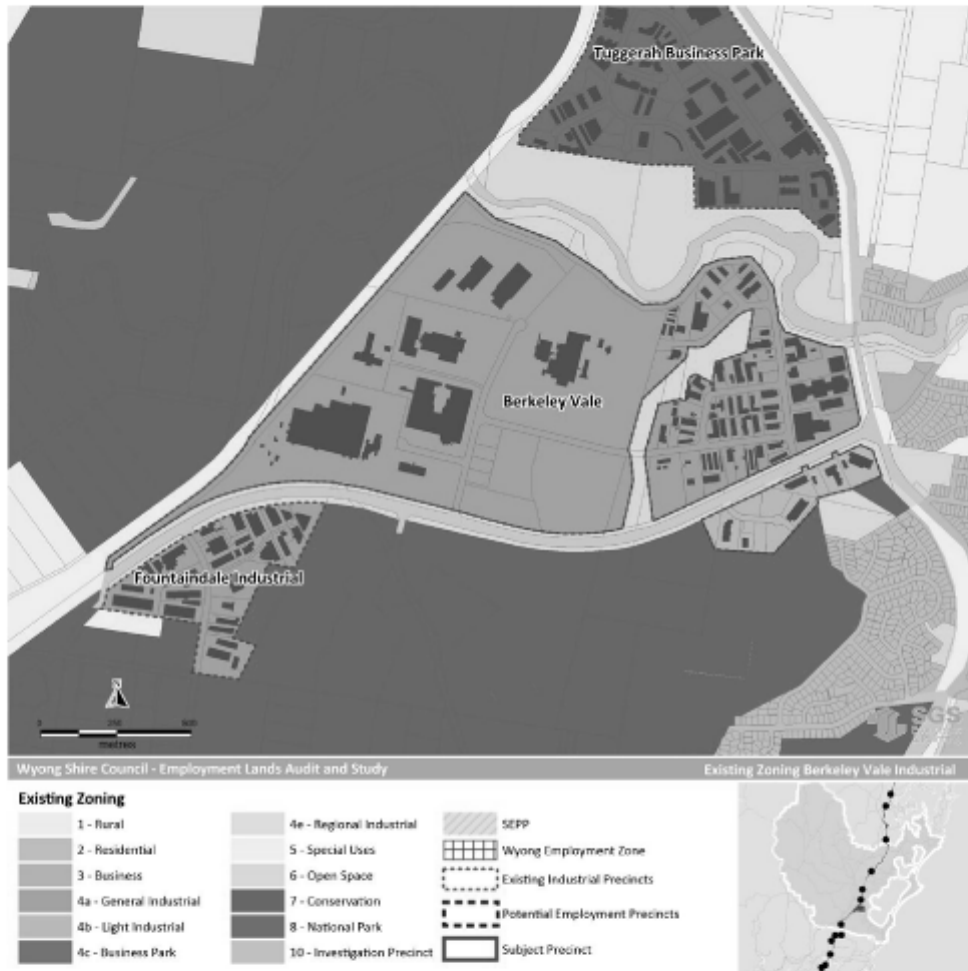 Tuggerah Business Park
Berkeley Vale
Fountaindale Industrial
N
0
metres
SGS
Wyong Shire Council - Employment Lands Audit and Study
Existing Zoning Berkeley Vale Industrial
Existing Zoning
1 - Rural
2 - Residential
3 - Business
4a - General Industrial
4b - Light Industrial
4c - Business Park
4e - Regional Industrial
5 - Special Uses
6 - Open Space
7 - Conservation
8 - National Park
10 - Investigation Precinct
SEPP
Wyong Employment Zone
Existing Industrial Precincts
Potential Employment Precincts
Subject Precinct